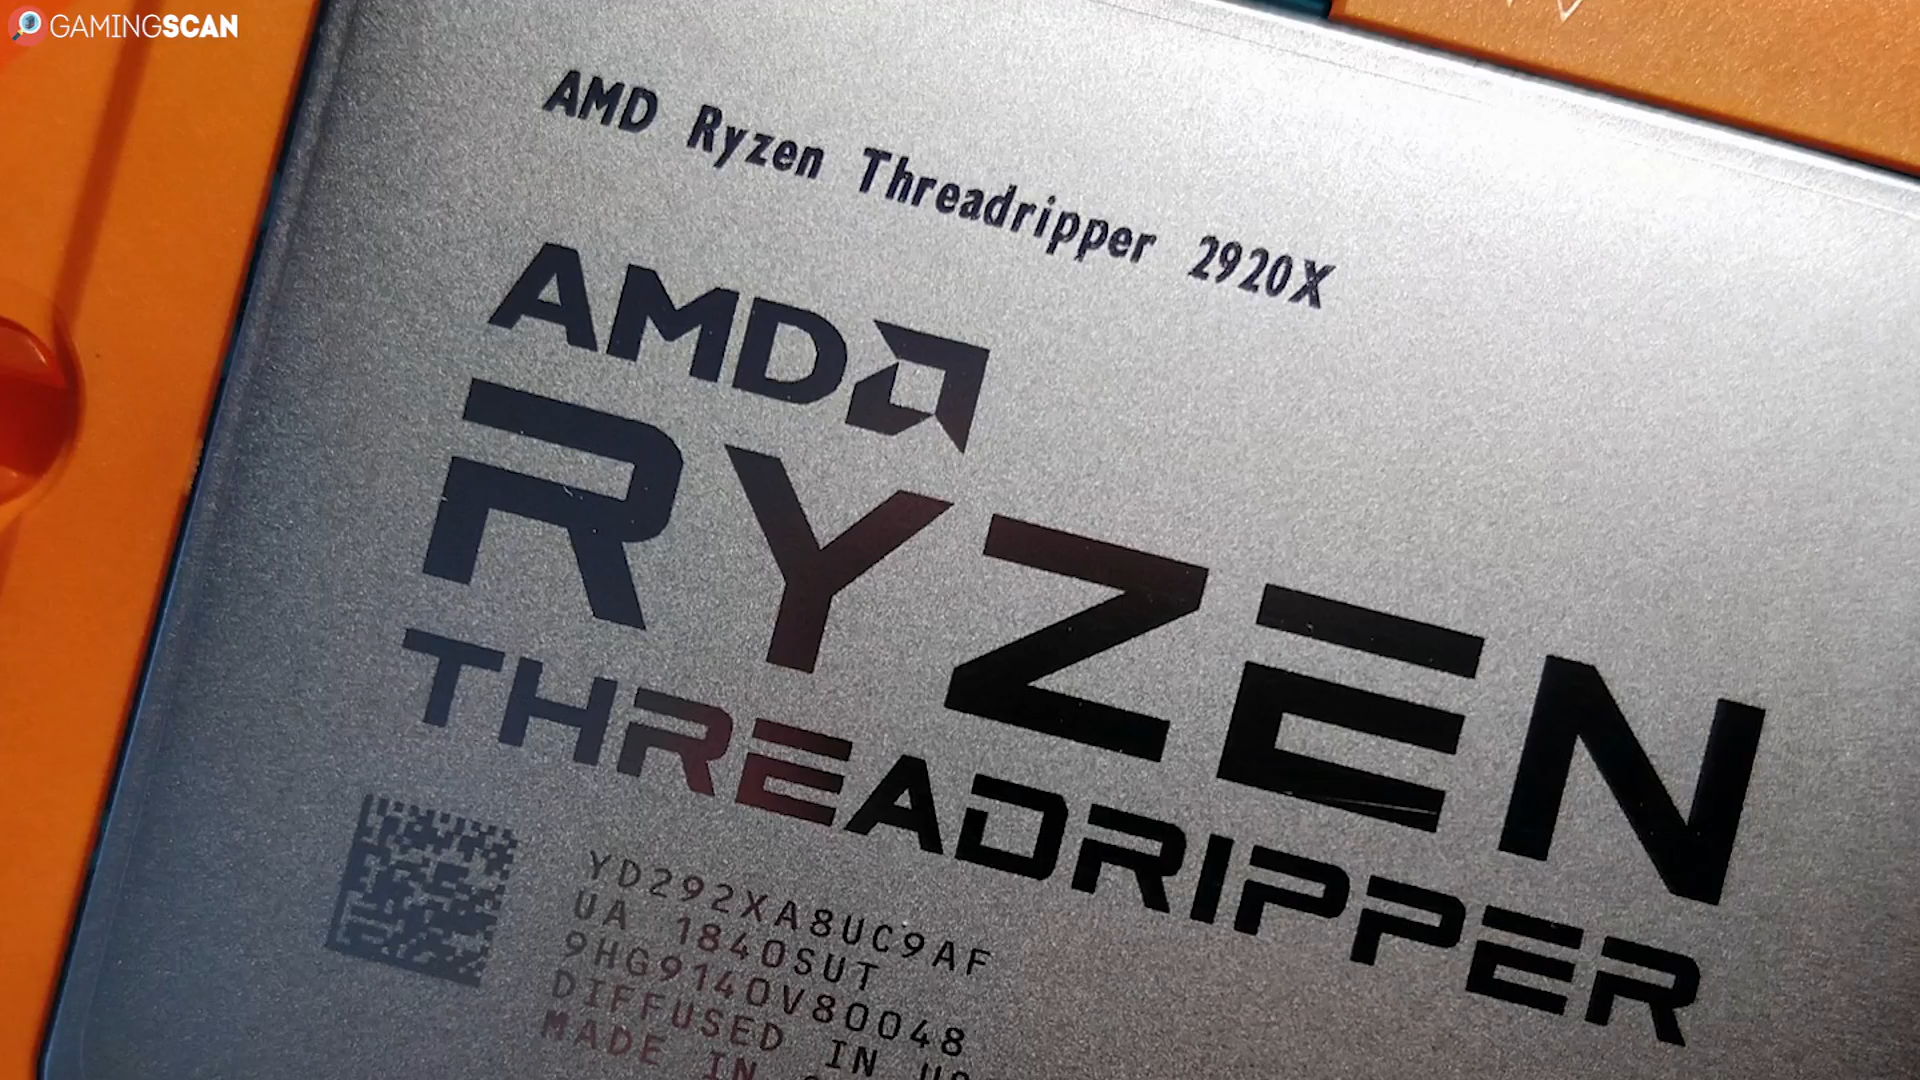 GAMINGSCAN
AMD Ryzen Threadripper 2920X
AMD
RYZEN
THREADRIPPER
YD292XA8UC9AF
UA 1840SUT
9HG9140V80048
DIFFUSED IN
MADE IN